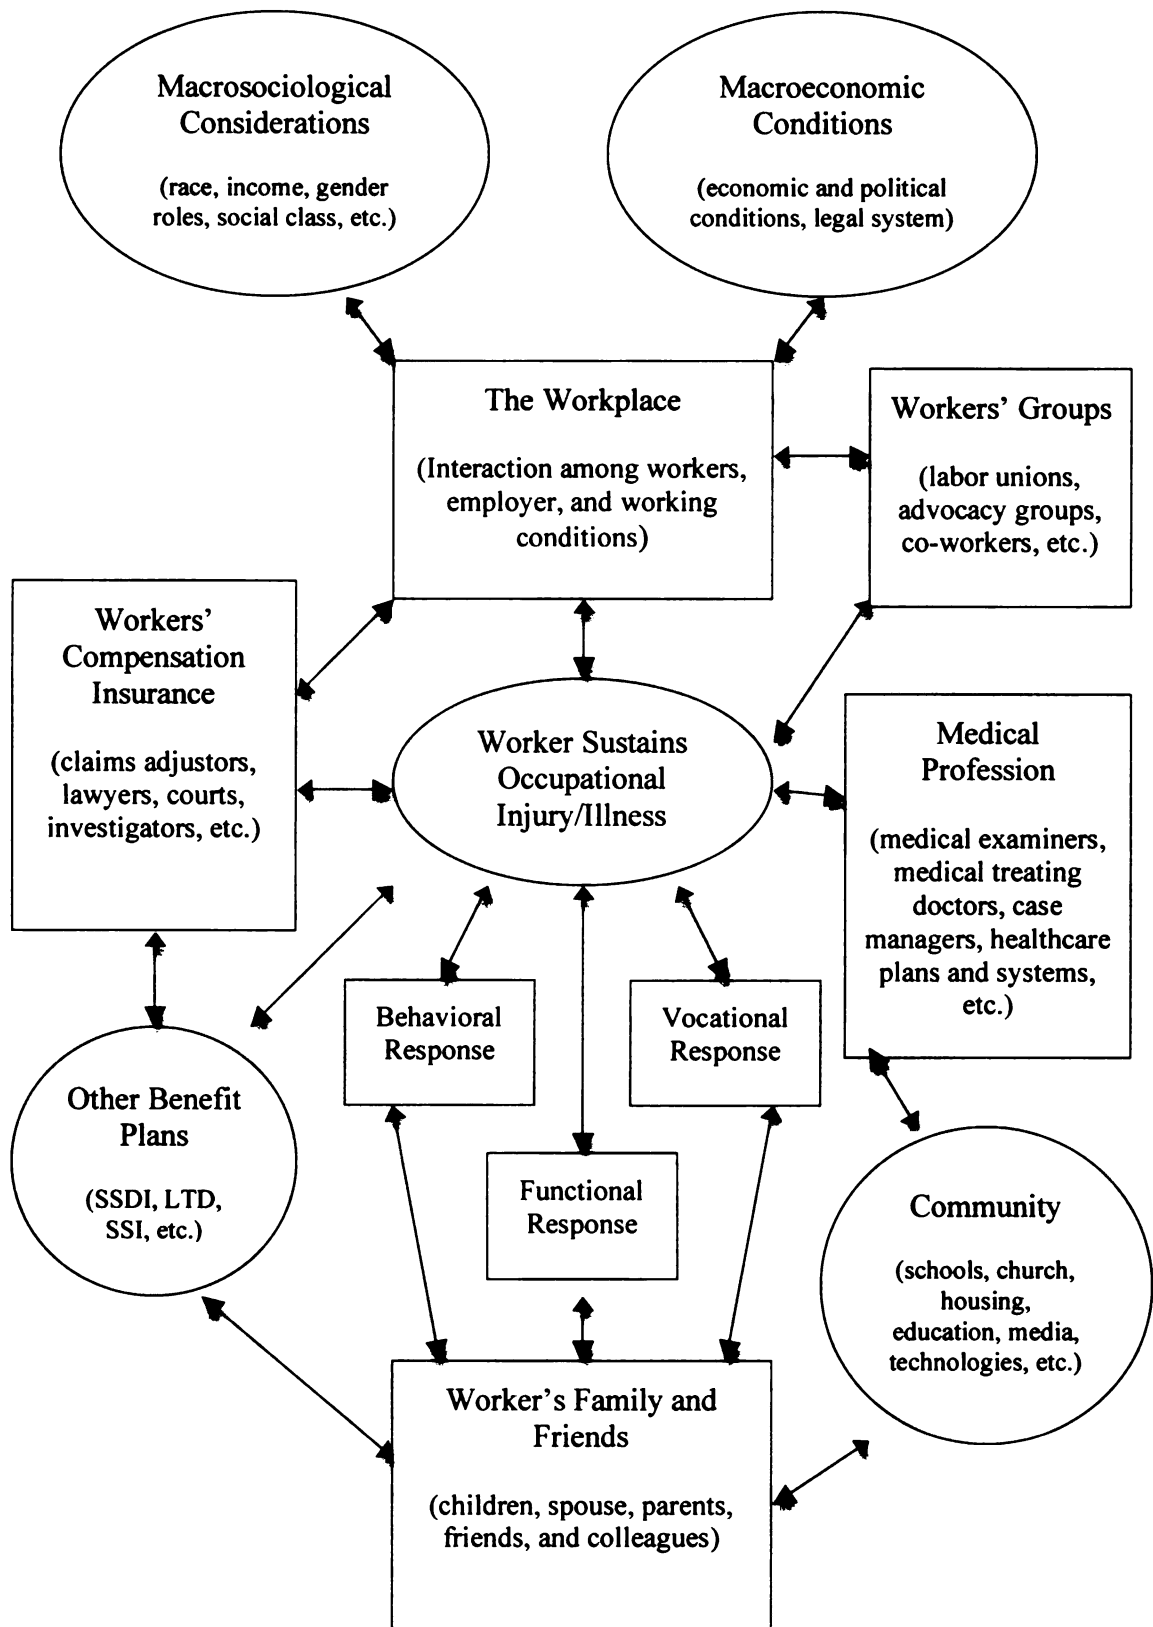 Macrosociological
Considerations
(race, income, gender
roles, social class, etc.)
Macroeconomic
Conditions
(economic and political
conditions, legal system)
The Workplace
(Interaction among workers,
employer, and working
conditions)
Workers' Groups
(labor unions,
advocacy groups,
co-workers, etc.)
Workers'
Compensation
Insurance
(claims adjustors,
lawyers, courts,
investigators, etc.)
Worker Sustains
Occupational
Injury/Illness
Medical
Profession
(medical examiners,
medical treating
doctors, case
managers, healthcare
plans and systems,
etc.)
Behavioral
Response
Vocational
Response
Other Benefit
Plans
(SSDI, LTD,
SSI, etc.)
Functional
Response
Community
(schools, church,
housing,
education, media,
technologies, etc.)
Worker's Family and
Friends
(children, spouse, parents,
friends, and colleagues)